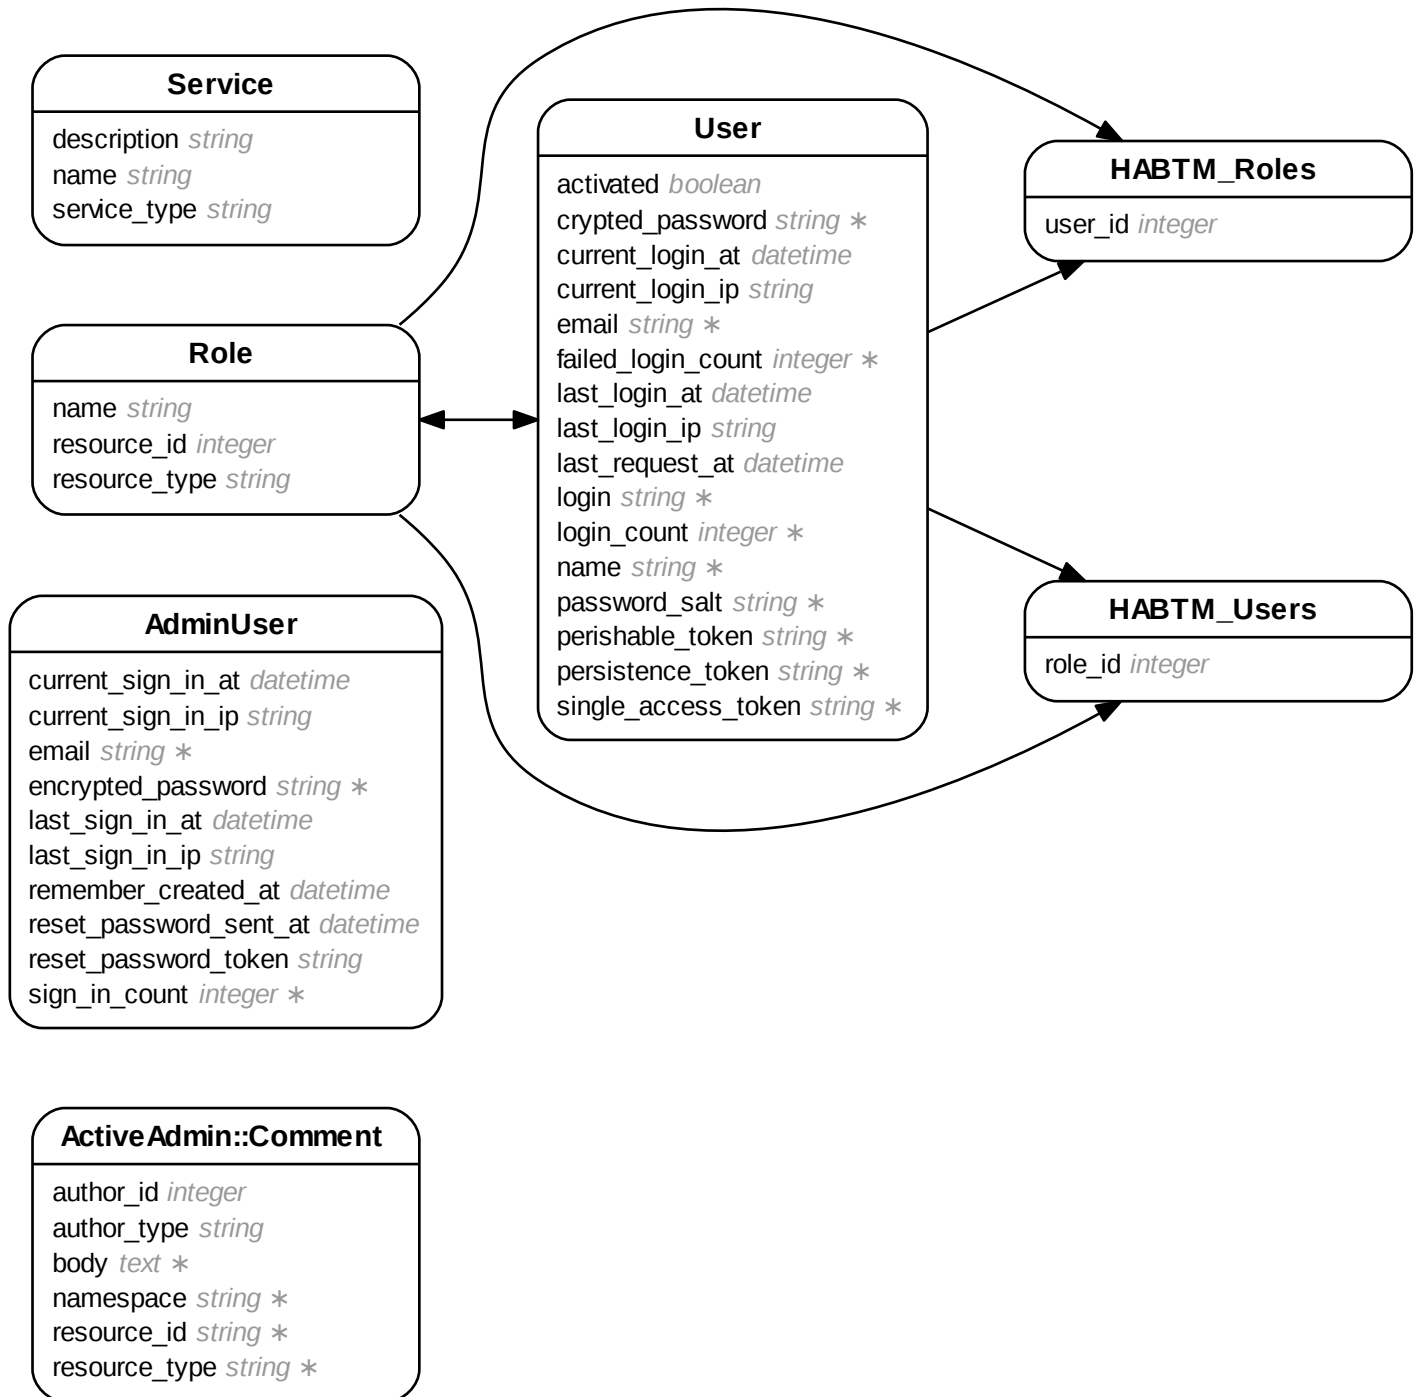 Service
description string
name string
service_type string
Role
name string
resource_id integer
resource_type string
AdminUser
current_sign_in_at datetime
current_sign_in_ip string
email string ∗
encrypted_password string ∗
last_sign_in_at datetime
last_sign_in_ip string
remember_created_at datetime
reset_password_sent_at datetime
reset_password_token string
sign_in_count integer ∗
ActiveAdmin::Comment
author_id integer
author_type string
body text ∗
namespace string ∗
resource_id string ∗
resource_type string ∗
User
activated boolean
crypted_password string ∗
current_login_at datetime
current_login_ip string
email string ∗
failed_login_count integer ∗
last_login_at datetime
last_login_ip string
last_request_at datetime
login string ∗
login_count integer ∗
name string ∗
password_salt string ∗
perishable_token string ∗
persistence_token string ∗
single_access_token string ∗
HABTM_Roles
user_id integer
HABTM_Users
role_id integer